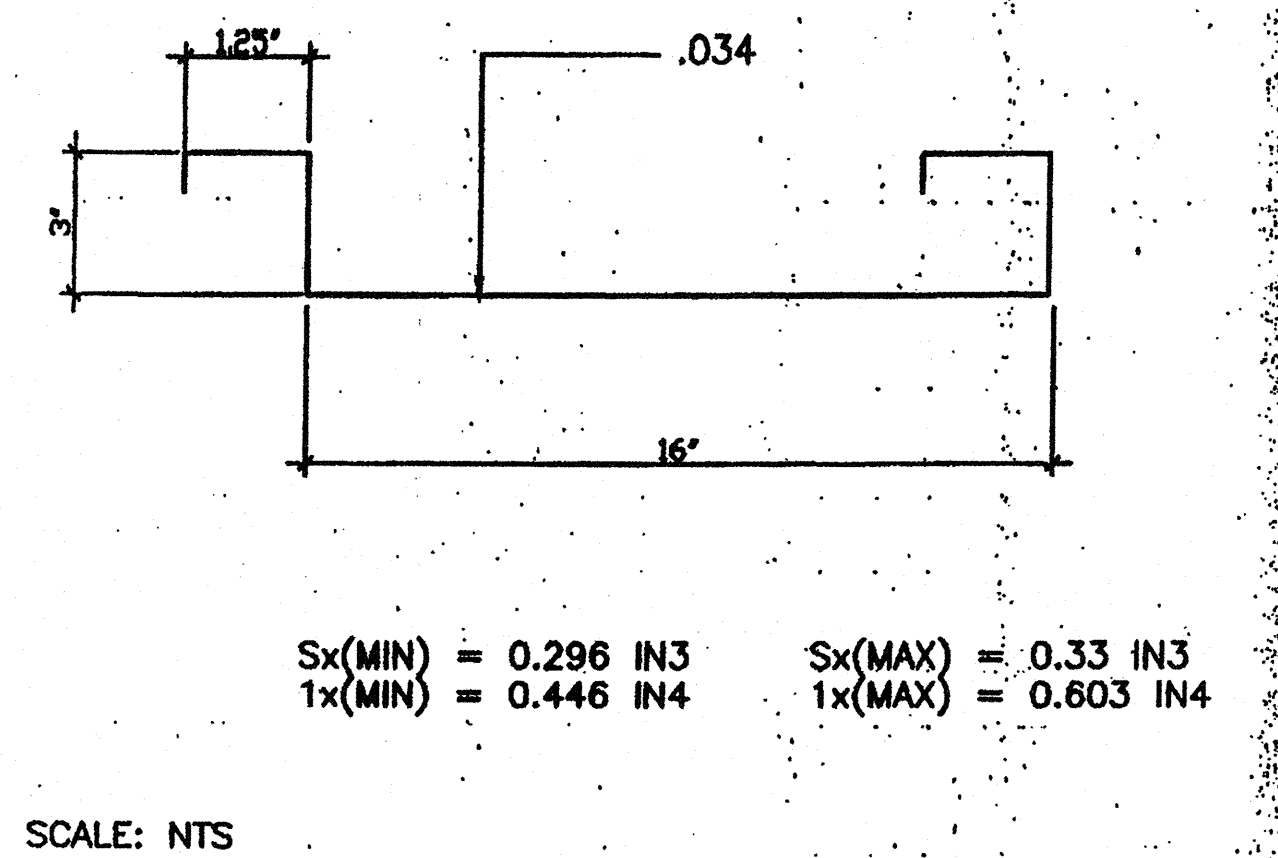 1.25"
.034
3"
16"
Sx(MIN) = 0.296 IN3 Sx(MAX) = 0.33 IN3
1x(MIN) = 0.446 IN4 1x(MAX) = 0.603 IN4
SCALE: NTS